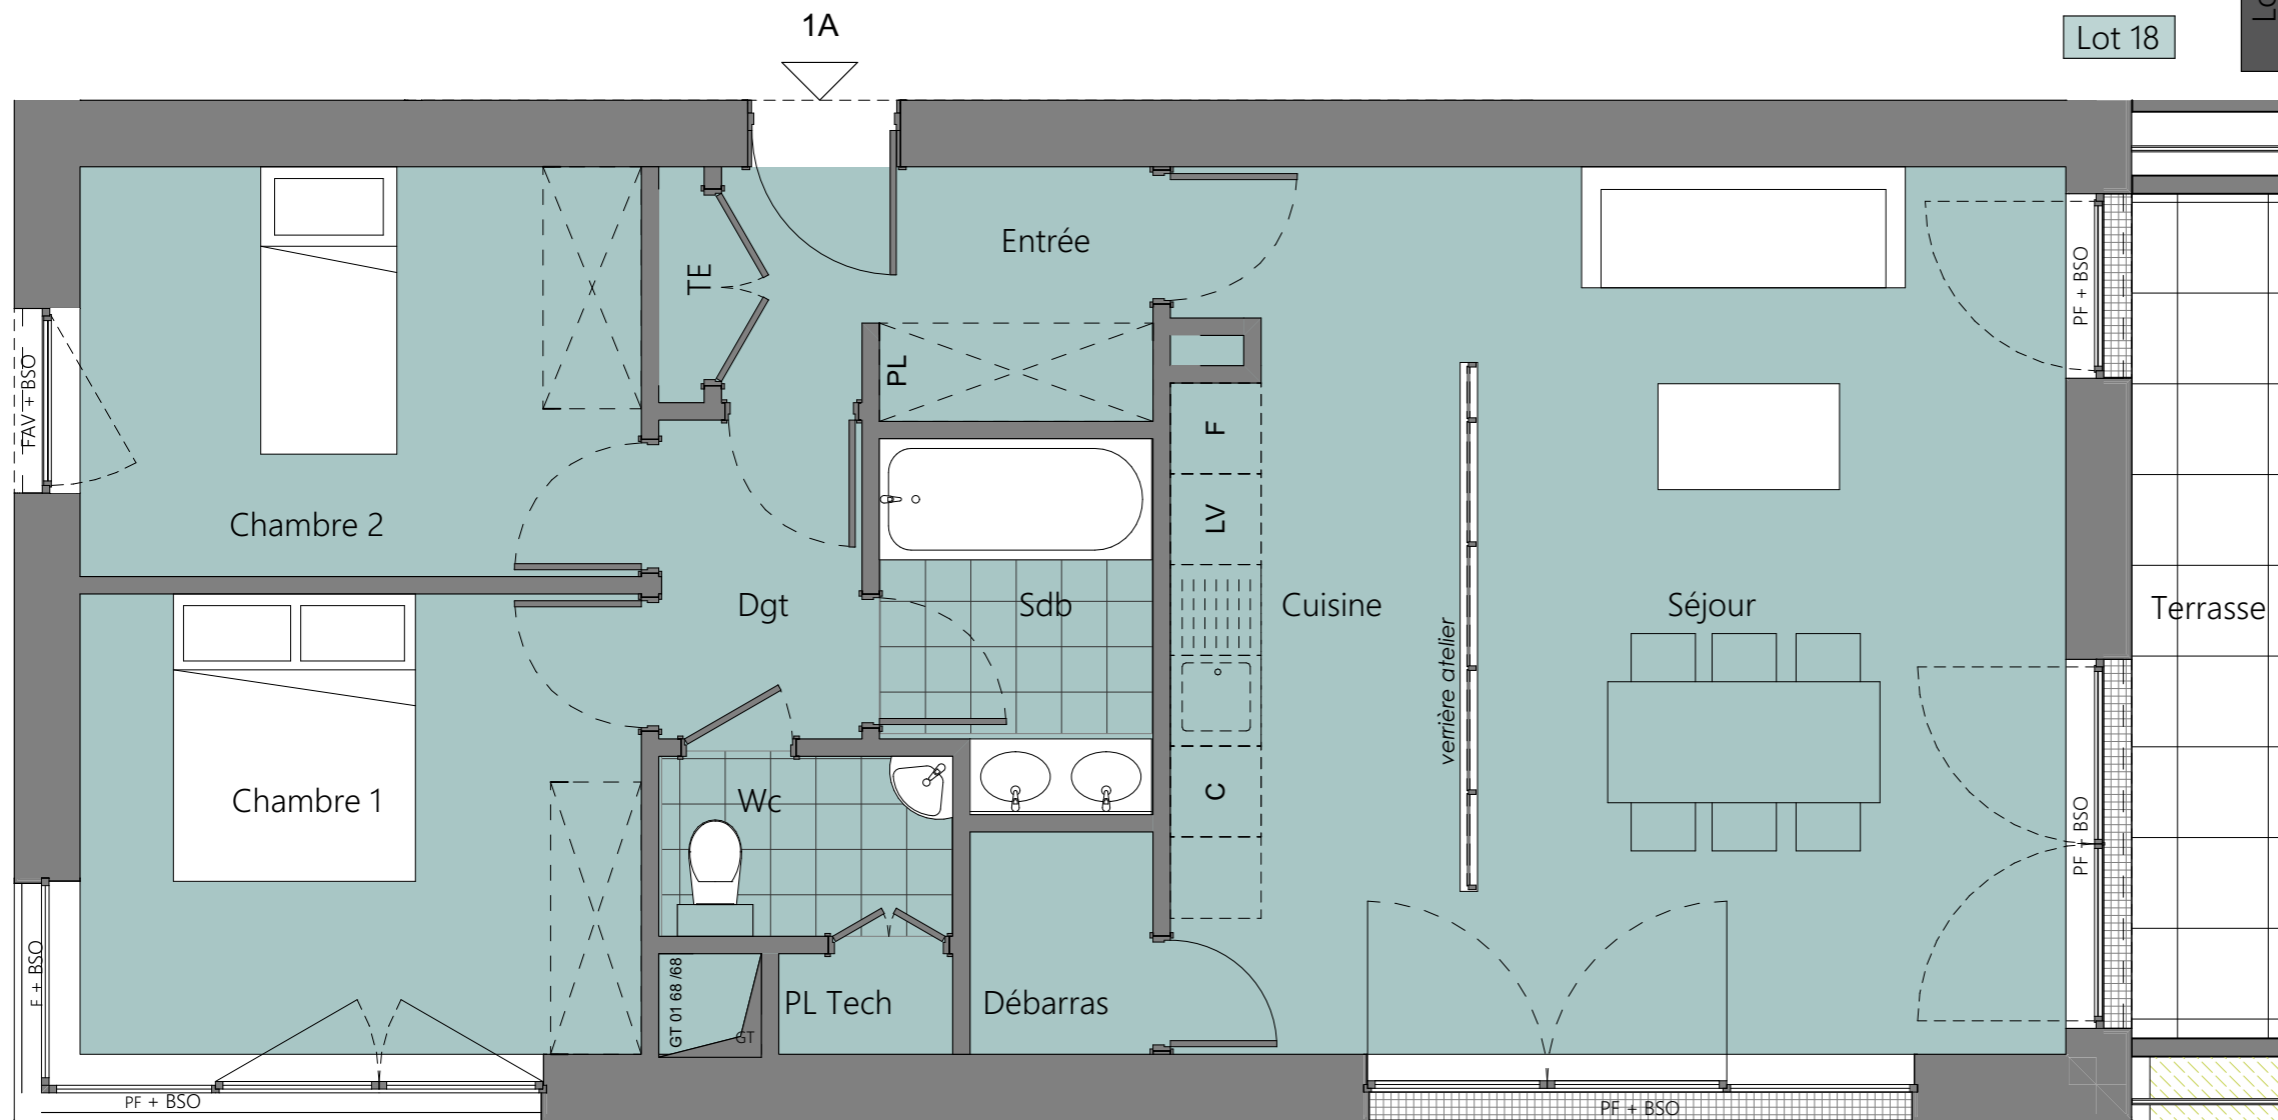 1A
Lot 18
Entrée
TE
PL
PF + BSO
F
FAV + BSO
LV
Chambre 2
Dgt
Sdb
Cuisine
Séjour
Terrasse
verrière atelier
Chambre 1
Wc
C
PF + BSO
F + BSO
GT 01 68 /68
GT
PL Tech
Débarras
PF + BSO
PF + BSO